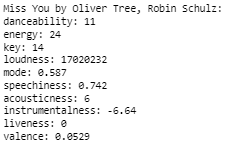 Miss You by Oliver Tree, Robin Schulz:
danceability: 11
energy: 24
key: 14
loudness: 17020232
mode: 0.587
speechiness: 0.742
acousticness: 6
instrumentalness: -6.64
liveness: 0
valence: 0.0529